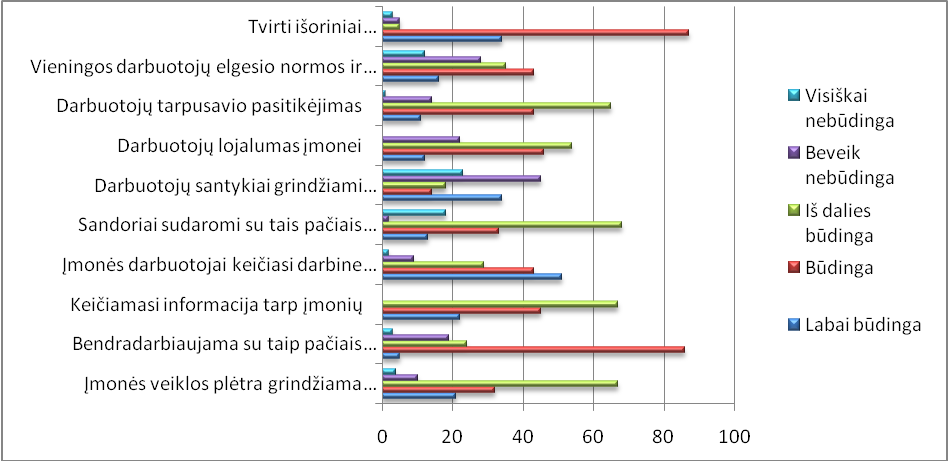 Tvirti išoriniai ...
Vieningos darbuotojų elgesio normos ir...
Darbuotojų tarpusavio pasitikėjimas
Darbuotojų lojalumas įmonei
Darbuotojų santykiai grindžiami ...
Sandoriai sudaromi su tais pačiais ...
Įmonės darbuotojai keičiasi darbine ...
Keičiamasi informacija tarp įmonių
Bendradarbiaujama su taip pačiais ...
Įmonės veiklos plėtra grindžiama ...
0 20 40 60 80 100
Visiškai
nebūdinga
Beveik
nebūdinga
Iš dalies
būdinga
Būdinga
Labai būdinga